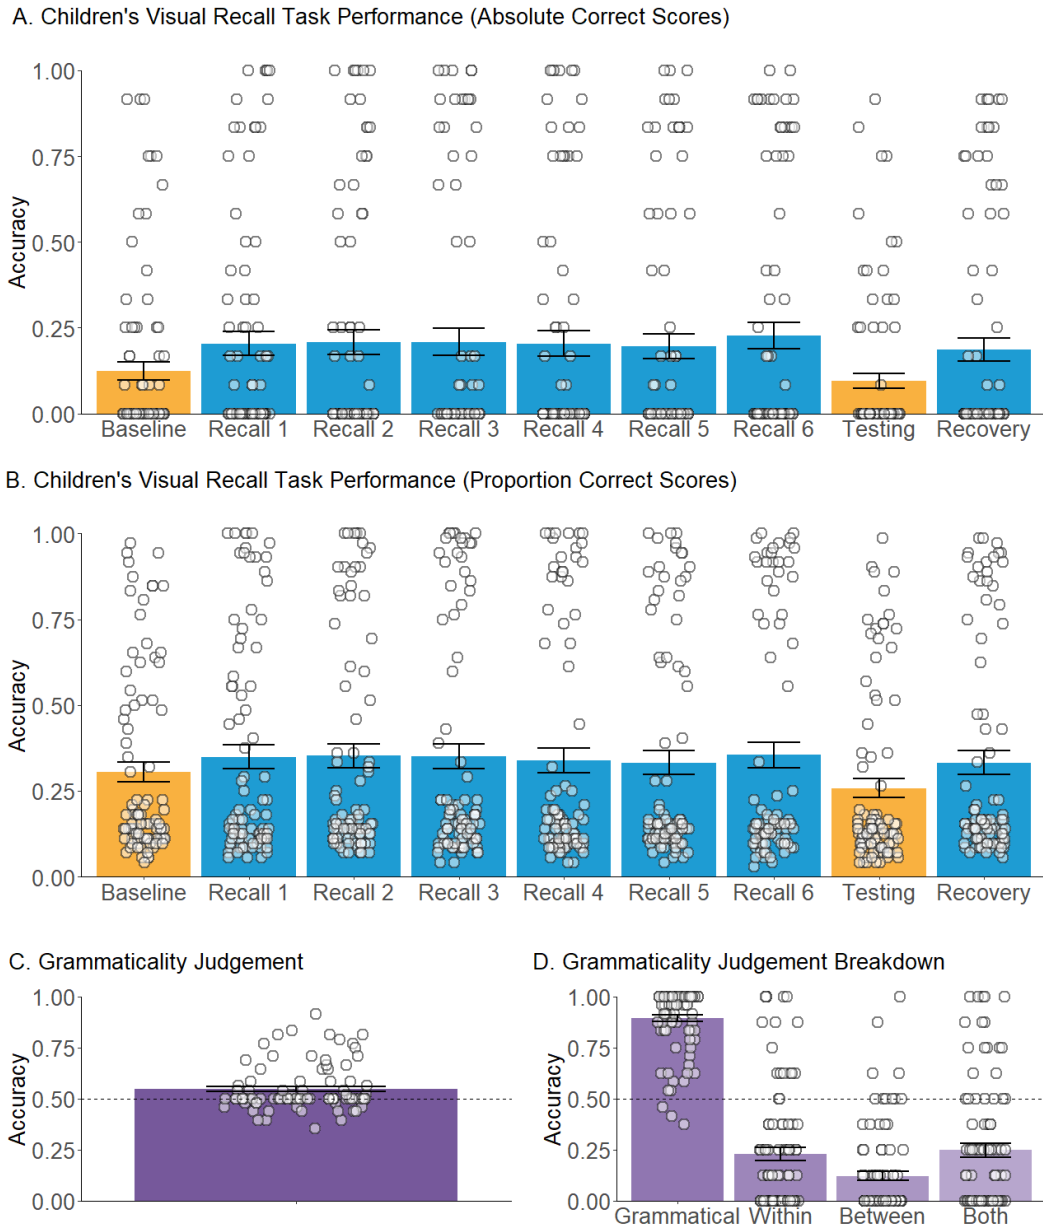 A. Children's Visual Recall Task Performance (Absolute Correct Scores)
1.00
0.75
0.50
0.25
0.00
Accuracy
Baseline Recall 1 Recall 2 Recall 3 Recall 4 Recall 5 Recall 6 Testing Recovery
B. Children's Visual Recall Task Performance (Proportion Correct Scores)
1.00
0.75
0.50
0.25
0.00
Accuracy
Baseline Recall 1 Recall 2 Recall 3 Recall 4 Recall 5 Recall 6 Testing Recovery
C. Grammaticality Judgement
1.00
0.75
0.50
0.25
0.00
Accuracy
D. Grammaticality Judgement Breakdown
1.00
0.75
0.50
0.25
0.00
Accuracy
Grammatical Within Between Both